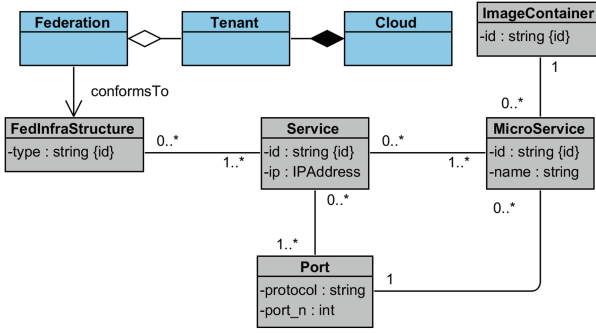 ImageContainer
-id : string {id}
Federation
Tenant
Cloud
1
conformsTo
0..*
FedInfraStructure
-type : string {id}
0..*
1..*
Service
-id : string {id}
-ip : IPAddress
0..*
1..*
MicroService
-id : string {id}
-name : string
0..*
0..*
1..*
Port
-protocol : string
-port_n : int
1